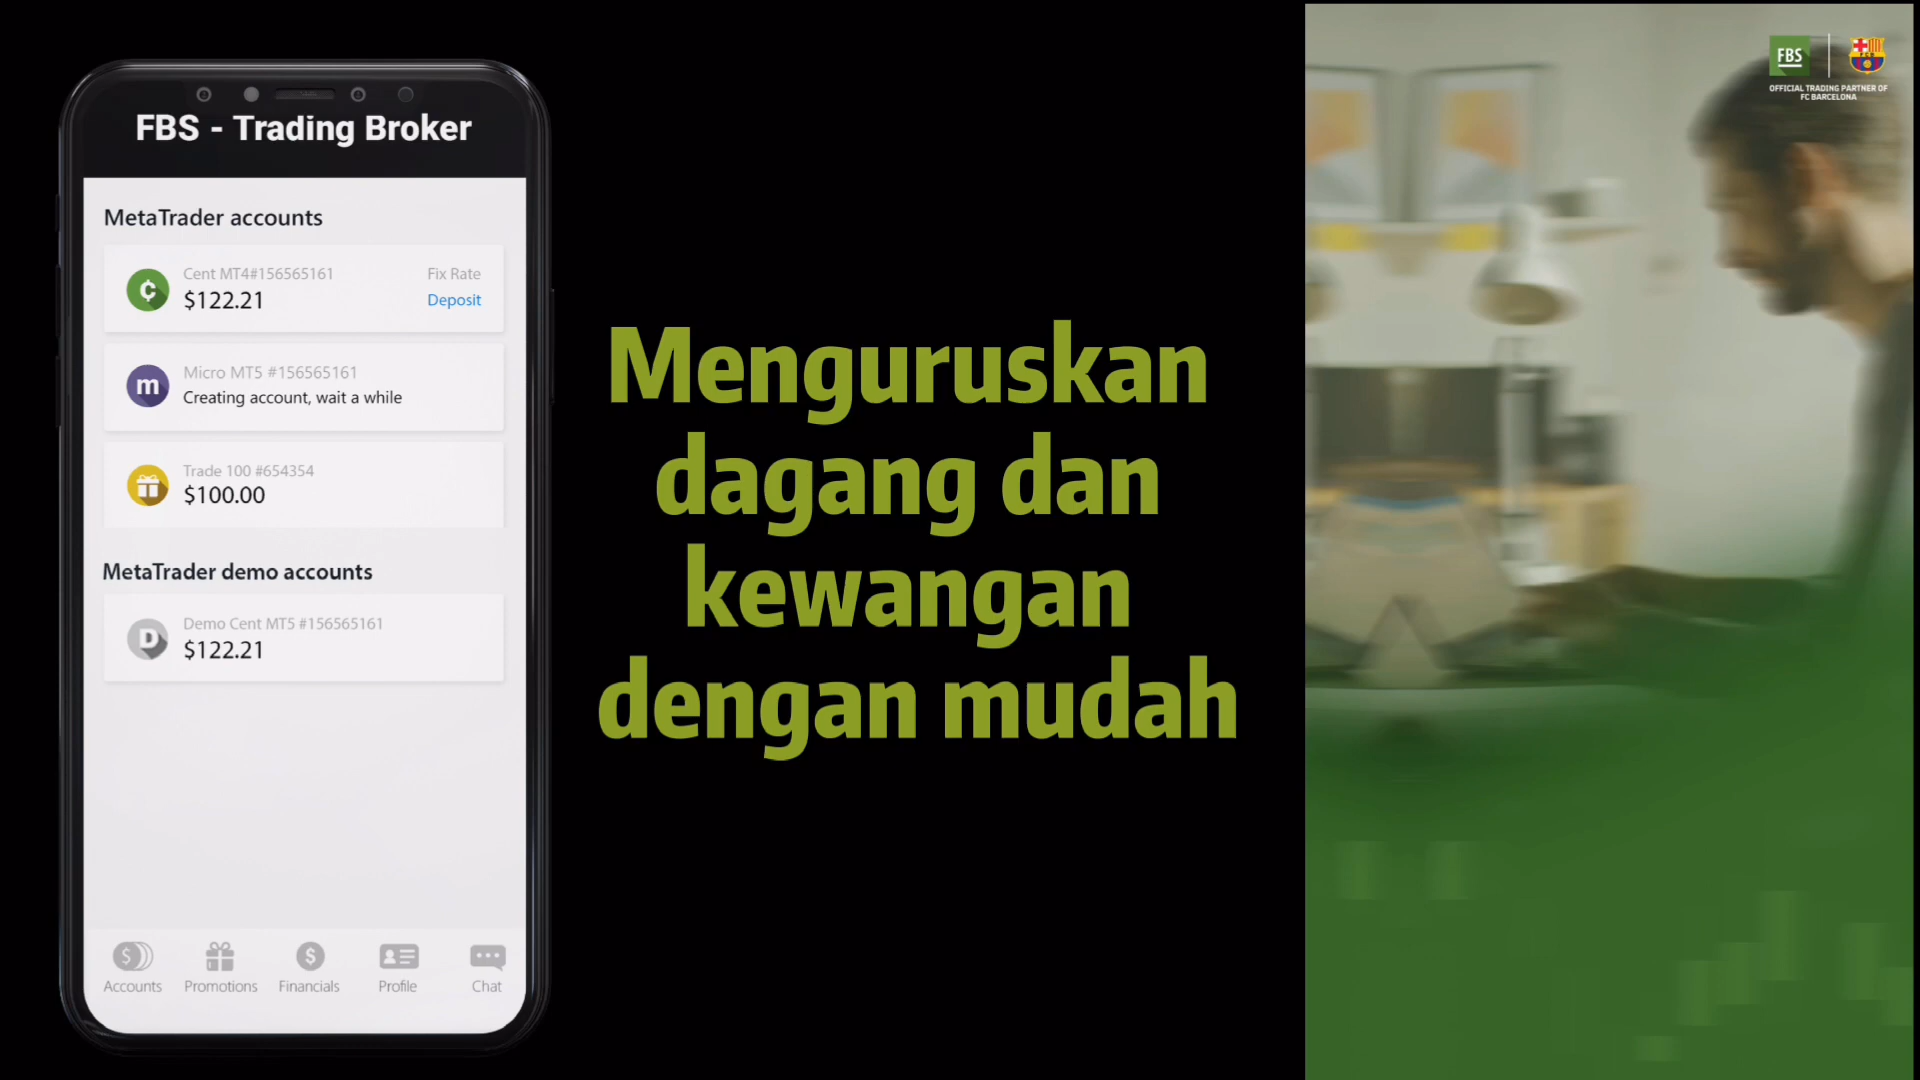 FBS - Trading Broker
MetaTrader accounts
Cent MT4#156565161
Fix Rate
$122.21
Deposit
Micro MT5 #156565161
Creating account, wait a while
Trade 100 #654354
$100.00
MetaTrader demo accounts
Demo Cent MT5 #156565161
$122.21
Accounts
Promotions
Financials
Profile
Chat
Menguruskan
dagang dan
kewangan
dengan mudah
FBS
OFFICIAL TRADING PARTNER OF
FC BARCELONA